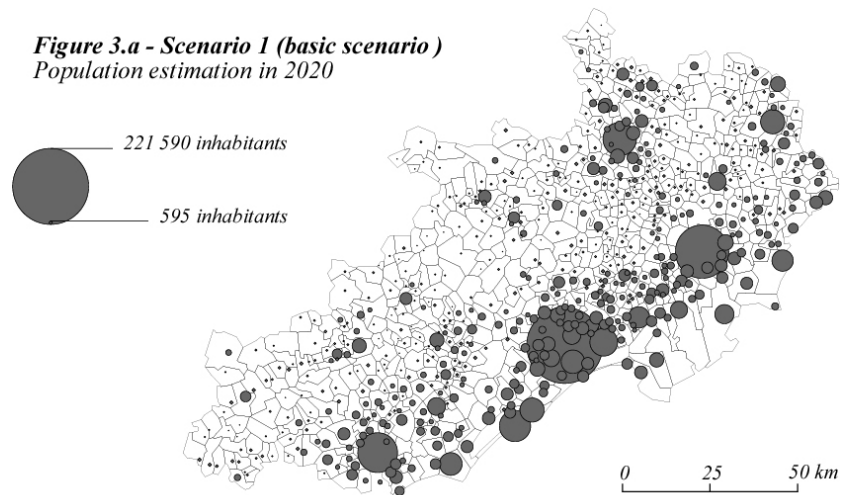 Figure 3.a - Scenario 1 (basic scenario )
Population estimation in 2020
221 590 inhabitants
595 inhabitants
0 25 50 km